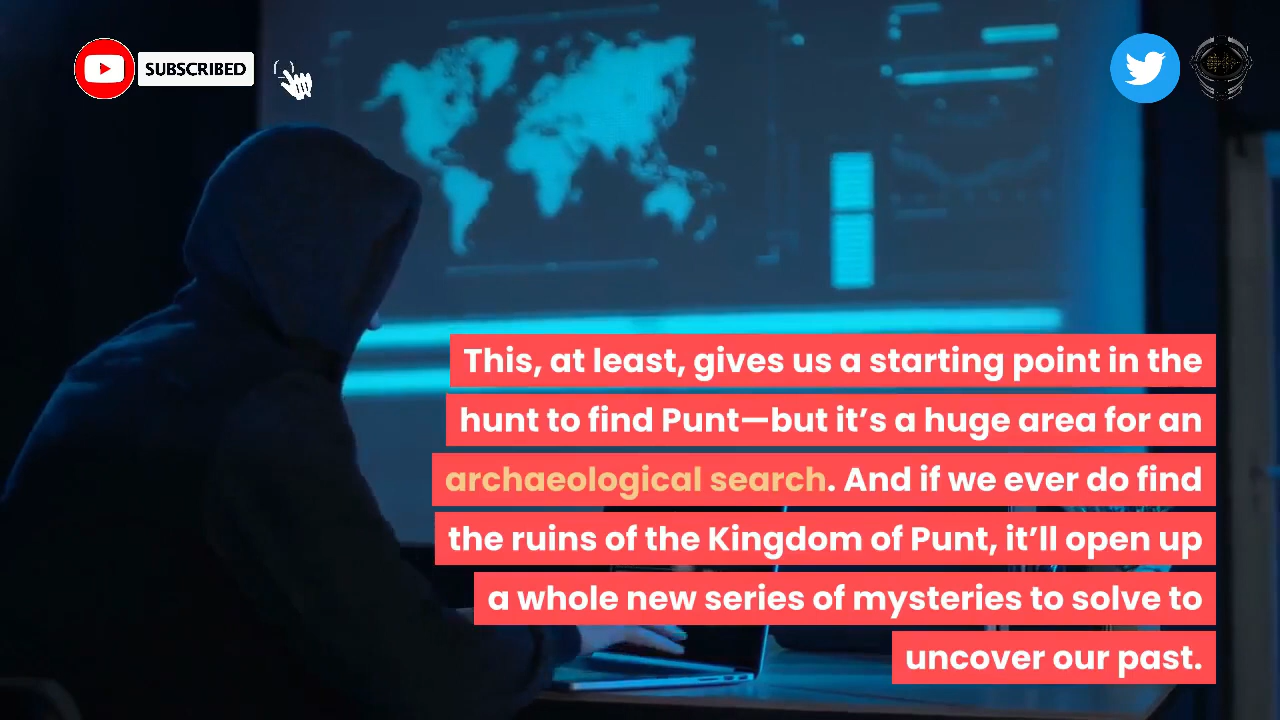 SUBSCRIBED
This, at least, gives us a starting point in the
hunt to find Punt—but it’s a huge area for an
archaeological search. And if we ever do find
the ruins of the Kingdom of Punt, it’ll open up
a whole new series of mysteries to solve to
uncover our past.